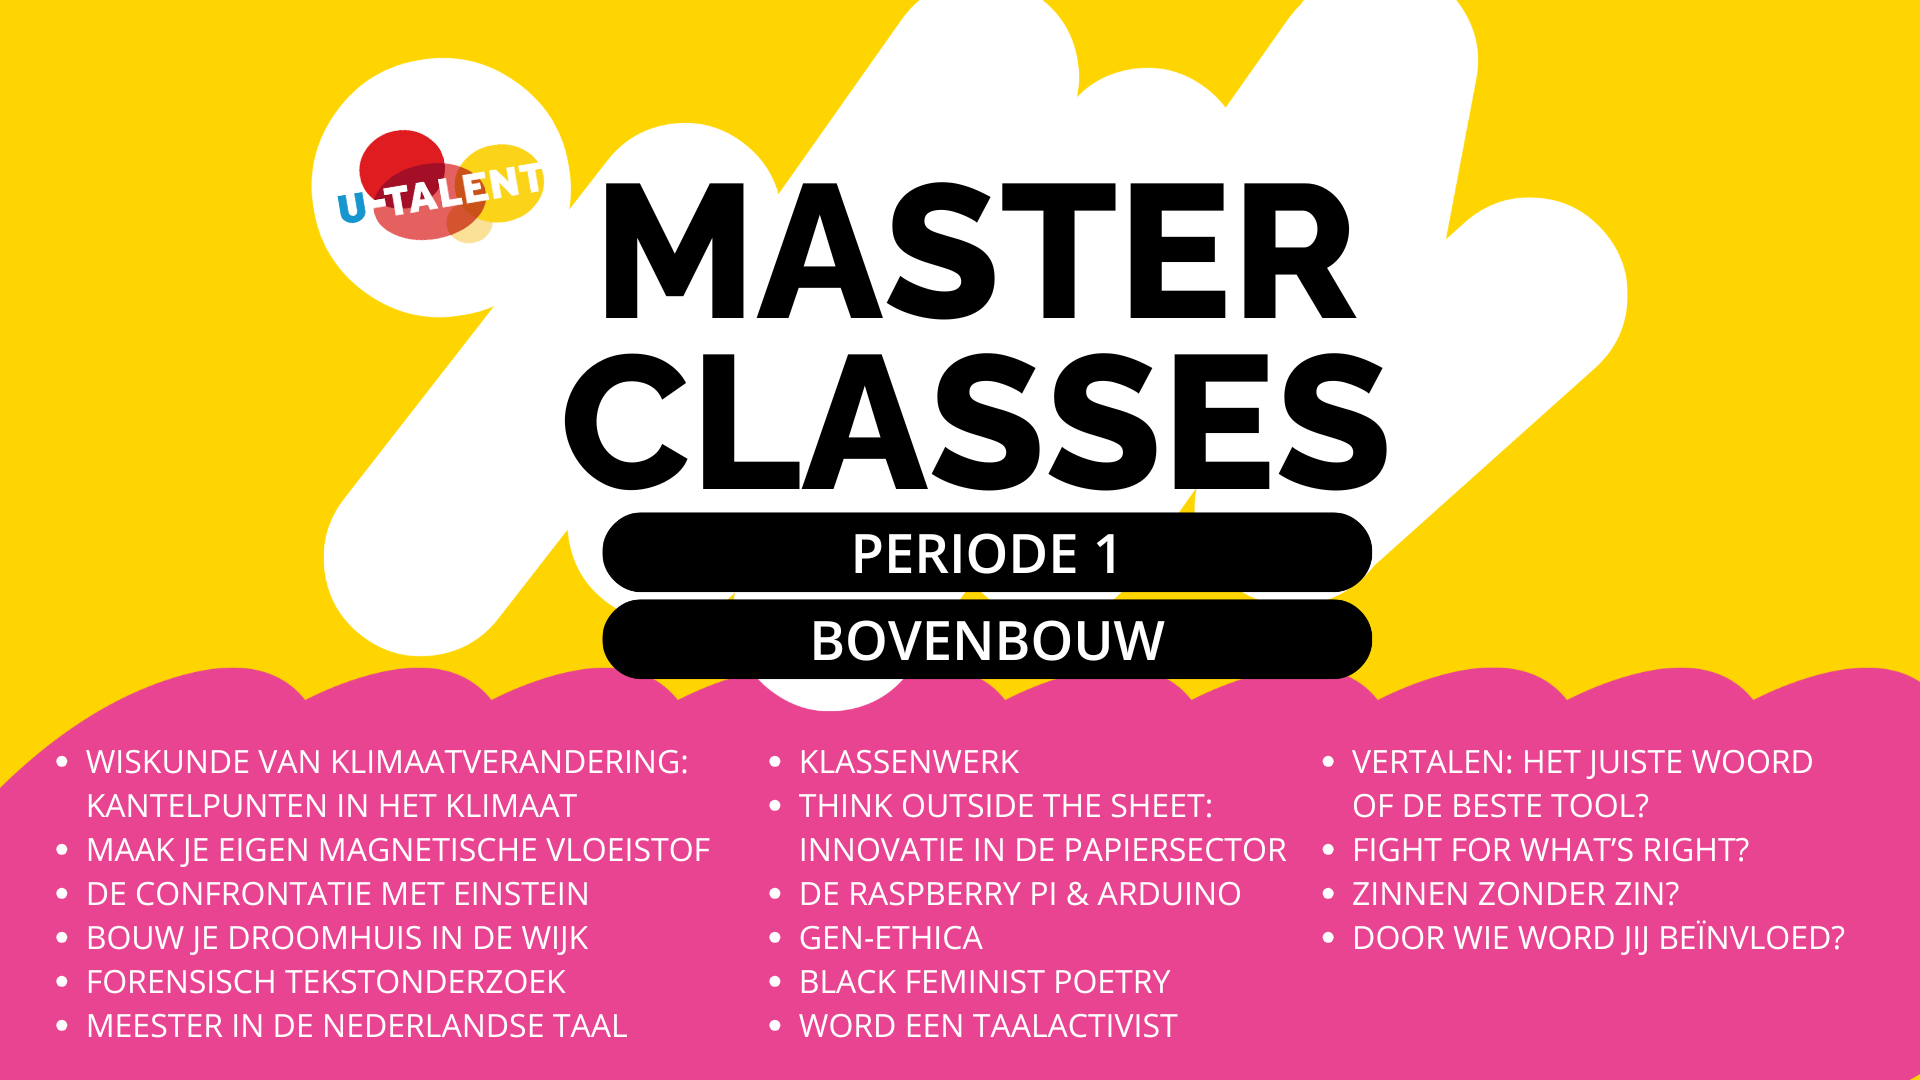 U-TALENT
MASTER
CLASSES
PERIODE 1
BOVENBOUW
• WISKUNDE VAN KLIMAATVERANDERING:
KANTELPUNTEN IN HET KLIMAAT
• MAAK JE EIGEN MAGNETISCHE VLOEISTOF
• DE CONFRONTATIE MET EINSTEIN
• BOUW JE DROOMHUIS IN DE WIJK
• FORENSISCH TEKSTONDERZOEK
• MEESTER IN DE NEDERLANDSE TAAL
• KLASSENWERK
• THINK OUTSIDE THE SHEET:
INNOVATIE IN DE PAPIERSECTOR
• DE RASPBERRY PI & ARDUINO
• GEN-ETHICA
• BLACK FEMINIST POETRY
• WORD EEN TAALACTIVIST
• VERTALEN: HET JUISTE WOORD
OF DE BESTE TOOL?
• FIGHT FOR WHAT’S RIGHT?
• ZINNEN ZONDER ZIN?
• DOOR WIE WORD JIJ BEÏNVLOED?